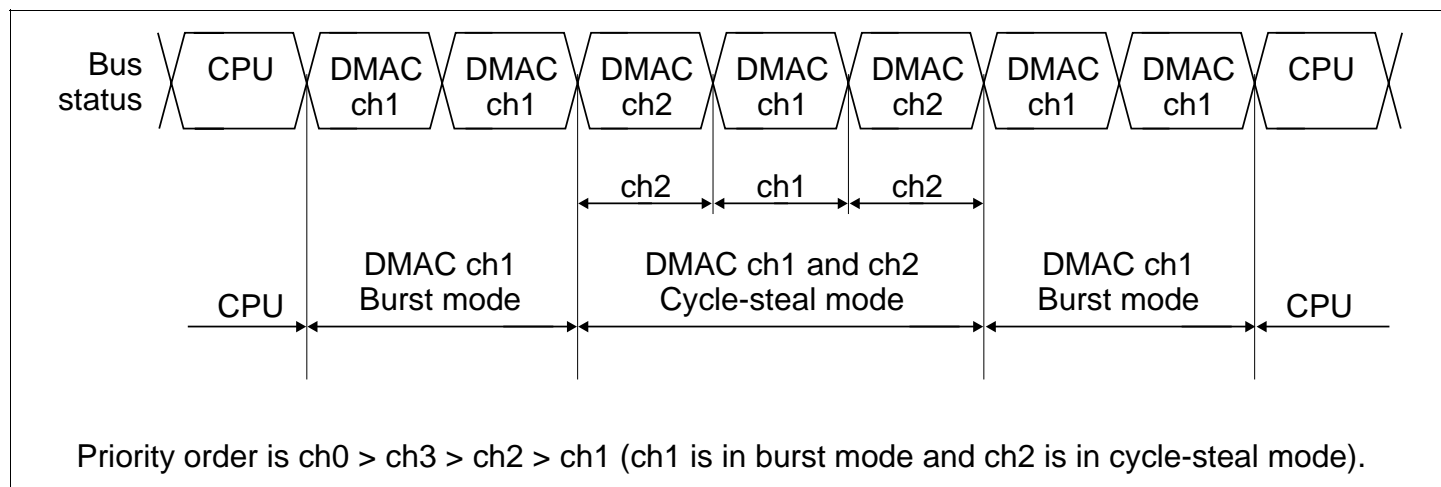 Bus status
CPU
DMAC ch1
DMAC ch1
DMAC ch2
DMAC ch1
DMAC ch2
DMAC ch1
DMAC ch1
CPU
ch2
ch1
ch2
CPU
DMAC ch1
Burst mode
DMAC ch1 and ch2
Cycle-steal mode
DMAC ch1
Burst mode
CPU
Priority order is ch0 > ch3 > ch2 > ch1 (ch1 is in burst mode and ch2 is in cycle-steal mode).